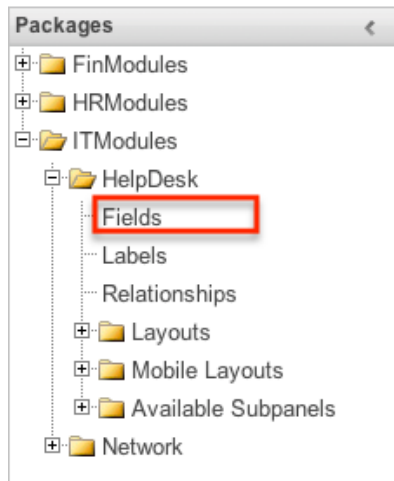 Packages
FinModules
HRModules
ITModules
HelpDesk
Fields
Labels
Relationships
Layouts
Mobile Layouts
Available Subpanels
Network